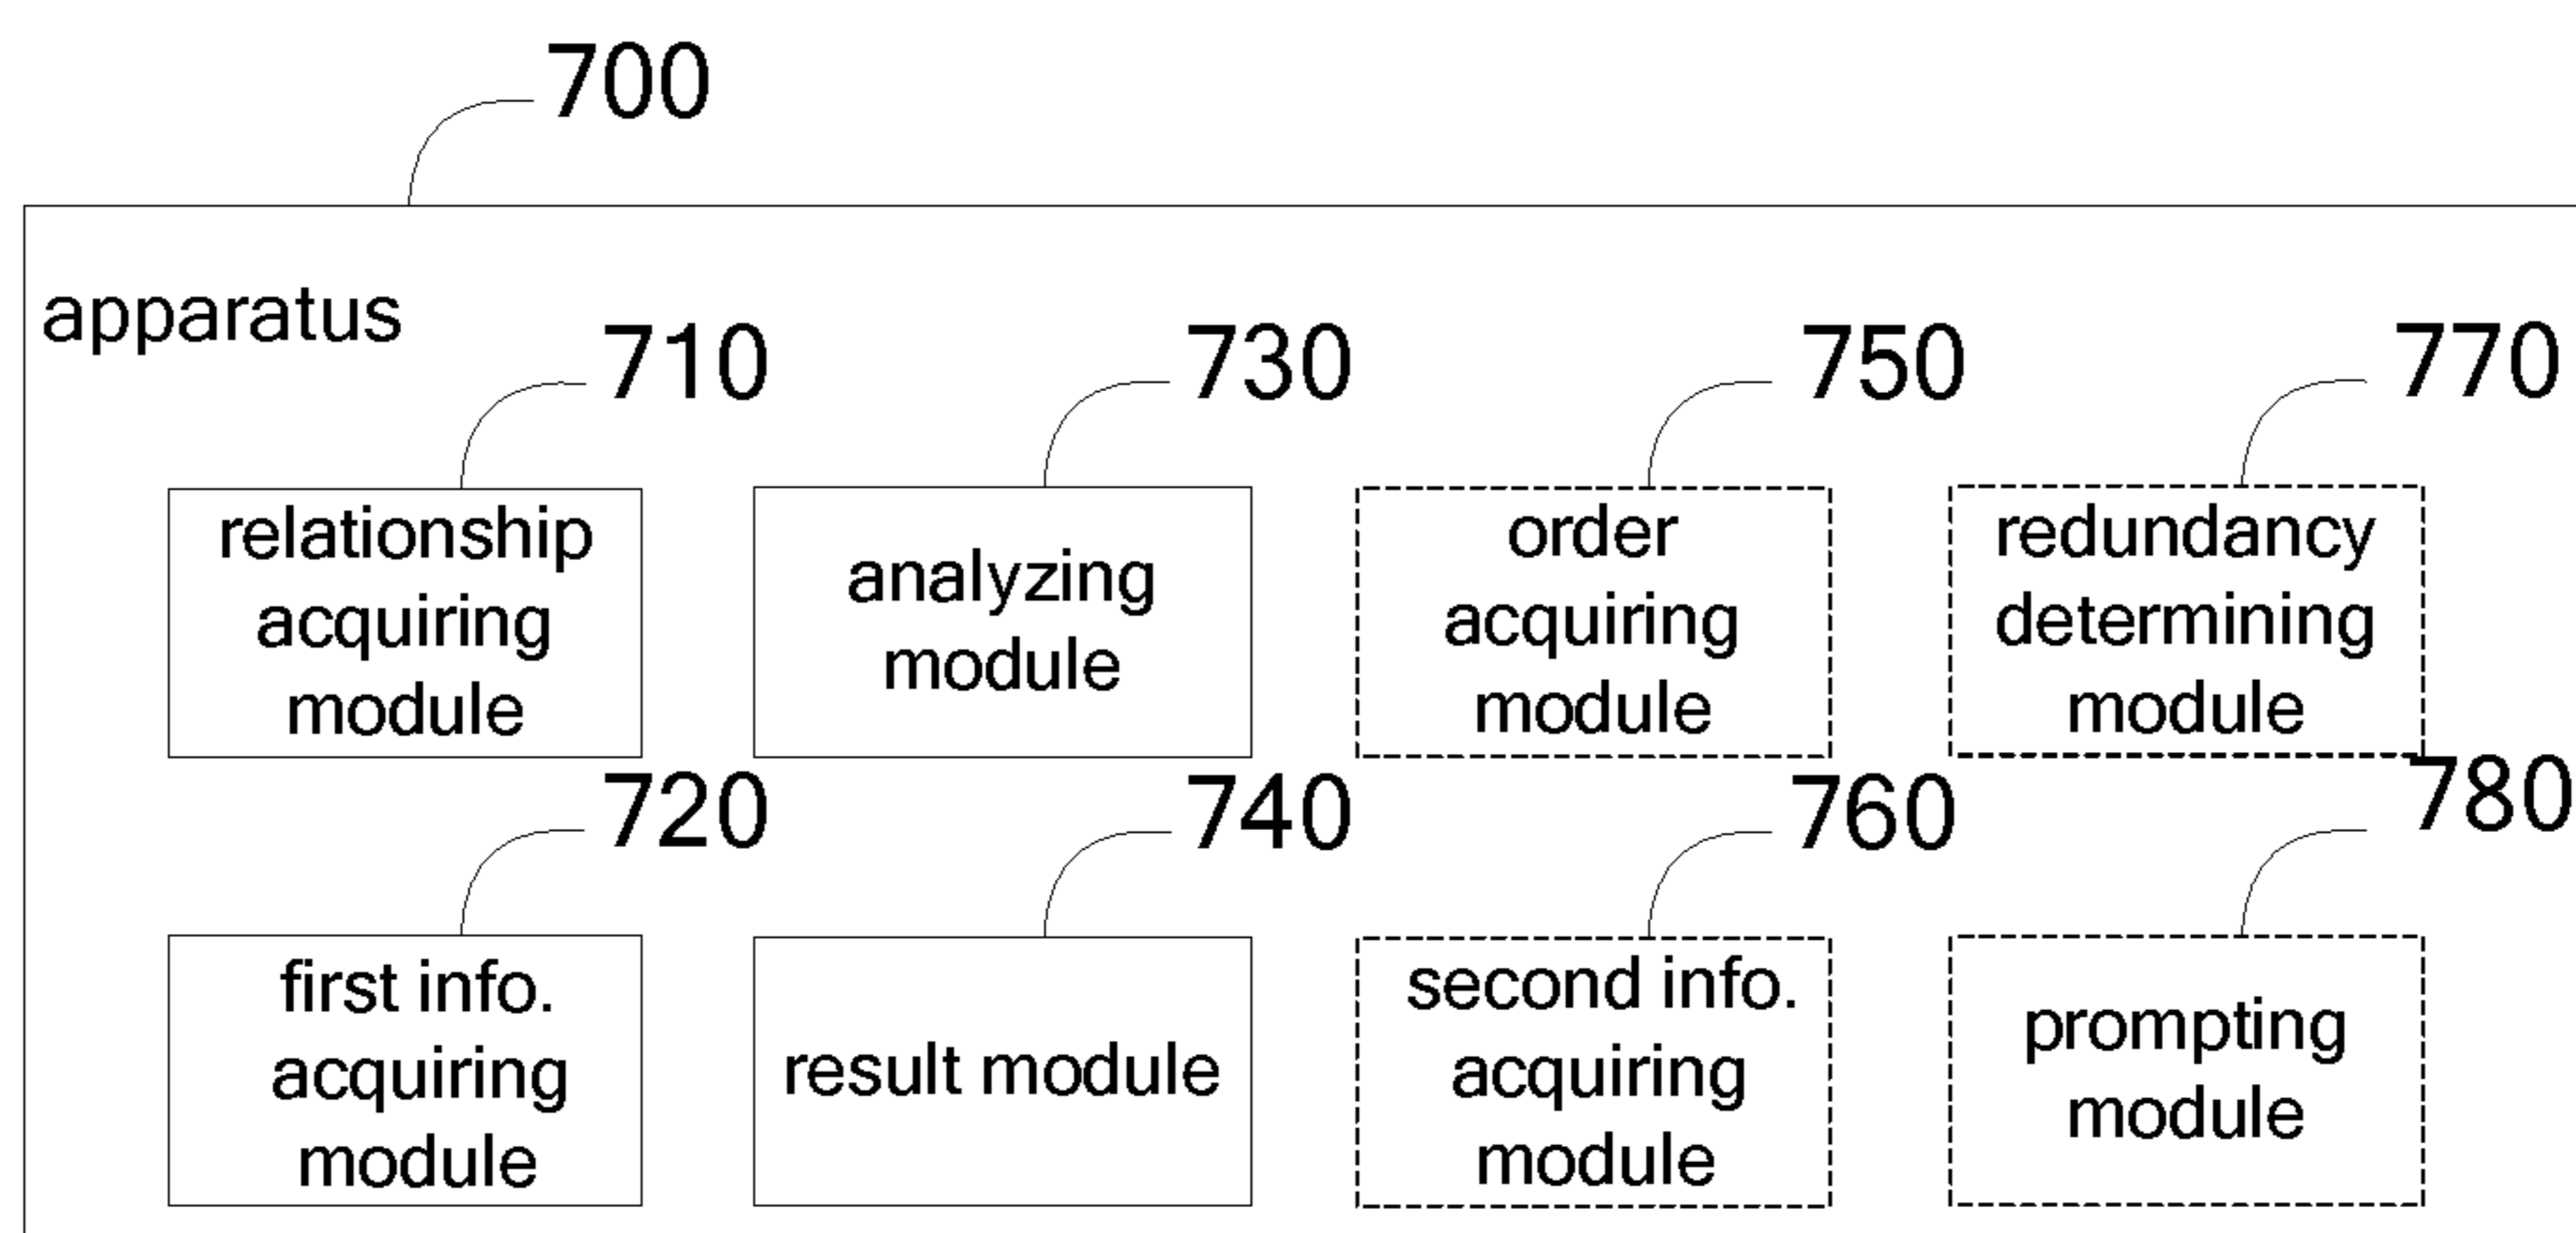 700
apparatus
710
730
750
770
relationship
acquiring
module
analyzing
module
order
acquiring
module
redundancy
determining
module
720
740
760
780
first info.
acquiring
module
result module
second info.
acquiring
module
prompting
module